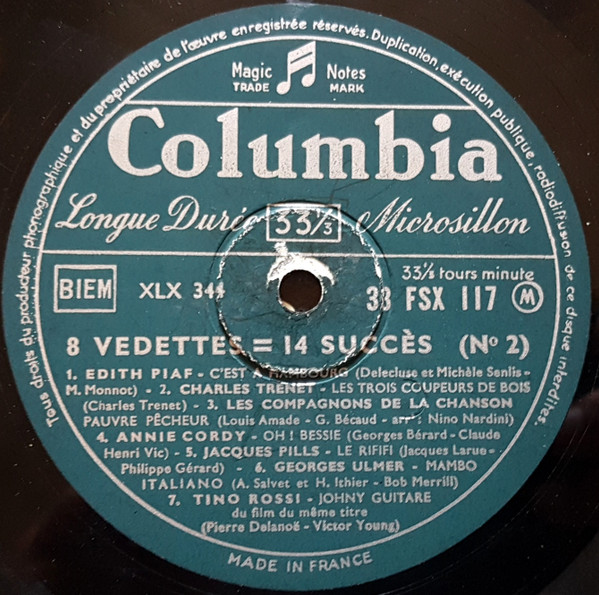 Tous droits du producteur phonographique et du propriétaire de l'œuvre enregistrée réservés. Duplication, exécution publique, radiodiffusion de ce disque interdites.
Magic Notes
TRADE MARK
Columbia
Longue Durée 33⅓ Microsillon
33⅓ tours minute
BIEM XLX 344 33 FSX 117 M
8 VEDETTES = 14 SUCCÈS (No 2)
1. EDITH PIAF - C'EST A HAMBOURG (Delecluse et Michèle Senlis -
M. Monnot) - 2. CHARLES TRENET - LES TROIS COUPEURS DE BOIS
(Charles Trenet) - 3. LES COMPAGNONS DE LA CHANSON
PAUVRE PÊCHEUR (Louis Amade - G. Bécaud - arrt : Nino Nardini)
4. ANNIE CORDY - OH ! BESSIE (Georges Bérard - Claude
Henri Vic) - 5. JACQUES PILLS - LE RIFIFI (Jacques Larue -
Philippe Gérard) - 6. GEORGES ULMER - MAMBO
ITALIANO (A. Salvet et H. Ithier - Bob Merrill)
7. TINO ROSSI - JOHNY GUITARE
du film du même titre
(Pierre Delanoë - Victor Young)
MADE IN FRANCE